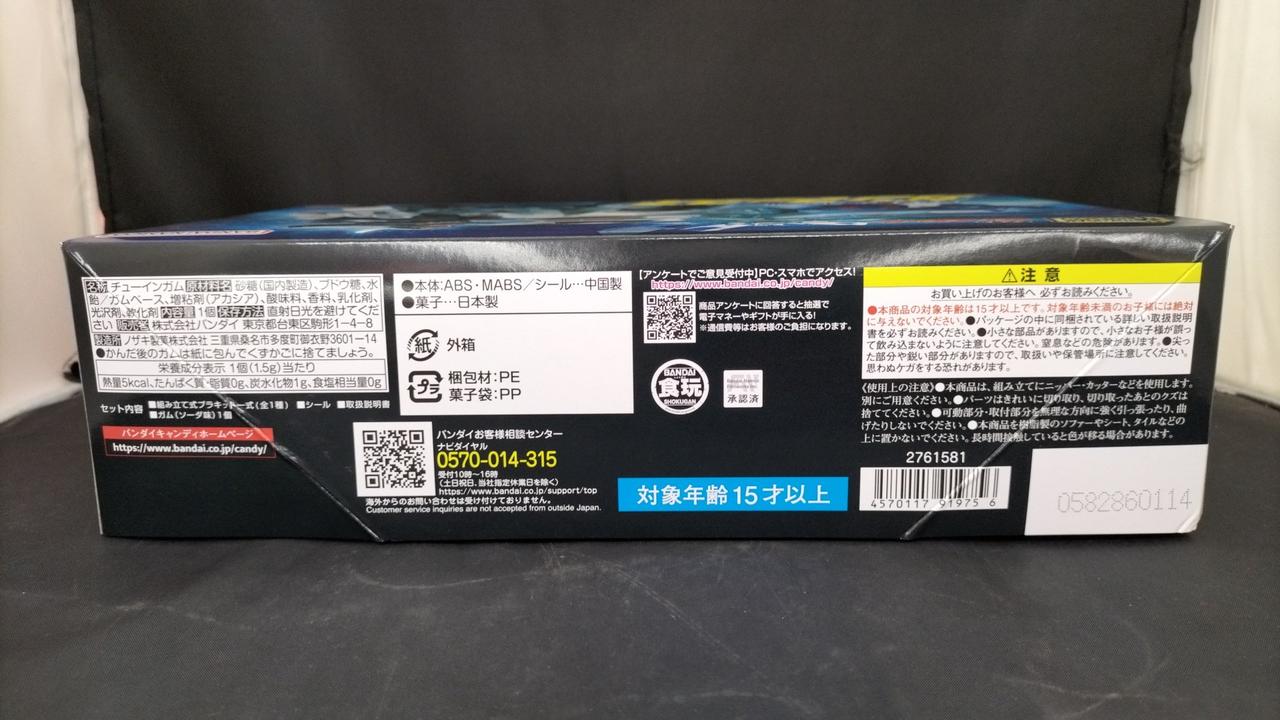 名称 チューインガム 原材料名 砂糖(国内製造)、ブドウ糖、水
飴/ガムベース、増粘剤(アカシア)、酸味料、香料、乳化剤、
光沢剤、軟化剤 内容量 1個 保存方法 直射日光を避けてくださ
い 販売者 株式会社バンダイ 東京都台東区駒形1-4-8
製造所 ノザキ製菓株式会社 三重県桑名市多度町御衣野3601-14
●かんだ後のガムは紙に包んでくずかごに捨てましょう。
栄養成分表示 1個(1.5g)当たり
熱量5kcal、たんぱく質・脂質0g、炭水化物1g、食塩相当量0g
セット内容 ■組み立て式プラキット一式(全1種) ■シール ■取扱説明書
■ガム(ソーダ味)1個
バンダイキャンディホームページ
https://www.bandai.co.jp/candy/
●本体:ABS・MABS/シール…中国製
●菓子…日本製
紙 外箱
プラ 梱包材:PE
菓子袋:PP
バンダイお客様相談センター
ナビダイヤル
0570-014-315
受付10時~16時
(土日祝日、当社指定休業日を除く)
https://www.bandai.co.jp/support/top
海外からのお問い合わせは受け付けておりません。
Customer service inquiries are not accepted from outside Japan.
【アンケートでご意見受付中】PC・スマホでアクセス!
https://www.bandai.co.jp/candy/
商品アンケートに回答すると抽選で
電子マネーやギフトが手に入る!
※通信費等はお客様のご負担になります。
BANDAI
食玩
SHOKUGAN
承認済
対象年齢15才以上
⚠注意
お買い上げのお客様へ 必ずお読みください。
●本商品の対象年齢は15才以上です。対象年齢未満のお子様には絶対
に与えないでください。●パッケージの中に同梱されている詳しい取扱説明
書を必ずお読みください。●小さな部品がありますので、小さなお子様が誤っ
て飲み込まないように注意してください。窒息などの危険があります。●尖っ
た部分や鋭い部分がありますので、取扱いや保管場所に注意してください。
思わぬケガをする恐れがあります。
《使用上の注意》●本商品は、組み立てにニッパー・カッターなどを使用します。
別にご用意ください。●パーツはきれいに切り取り、切り取ったあとのクズは
捨ててください。●可動部分・取付部分を無理な方向に強く引っ張ったり、曲
げたりしないでください。●本商品を樹脂製のソファーやシート、タイルなどの
上に置かないでください。長時間接触していると色が移る場合があります。
2761581
4570117 91975 6
0582860114